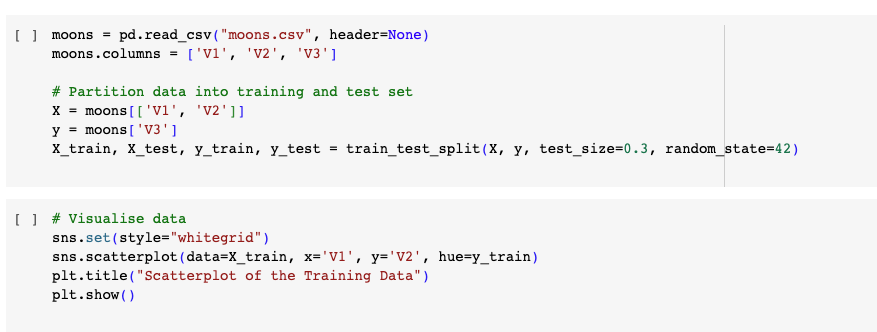 [ ] moons = pd.read_csv("moons.csv", header=None)
moons.columns = ['V1', 'V2', 'V3']
# Partition data into training and test set
X = moons[['V1', 'V2']]
y = moons['V3']
X_train, X_test, y_train, y_test = train_test_split(X, y, test_size=0.3, random_state=42)
[ ] # Visualise data
sns.set(style="whitegrid")
sns.scatterplot(data=X_train, x='V1', y='V2', hue=y_train)
plt.title("Scatterplot of the Training Data")
plt.show()